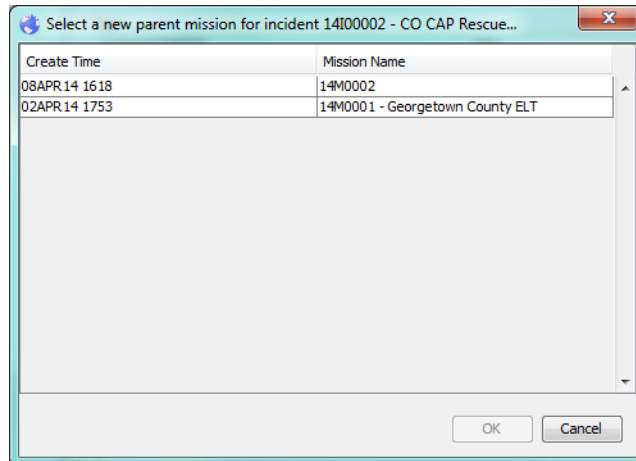 Select a new parent mission for incident 14I00002 - CO CAP Rescue...
Create Time Mission Name
08APR14 1618 14M0002
02APR14 1753 14M0001 - Georgetown County ELT
OK Cancel